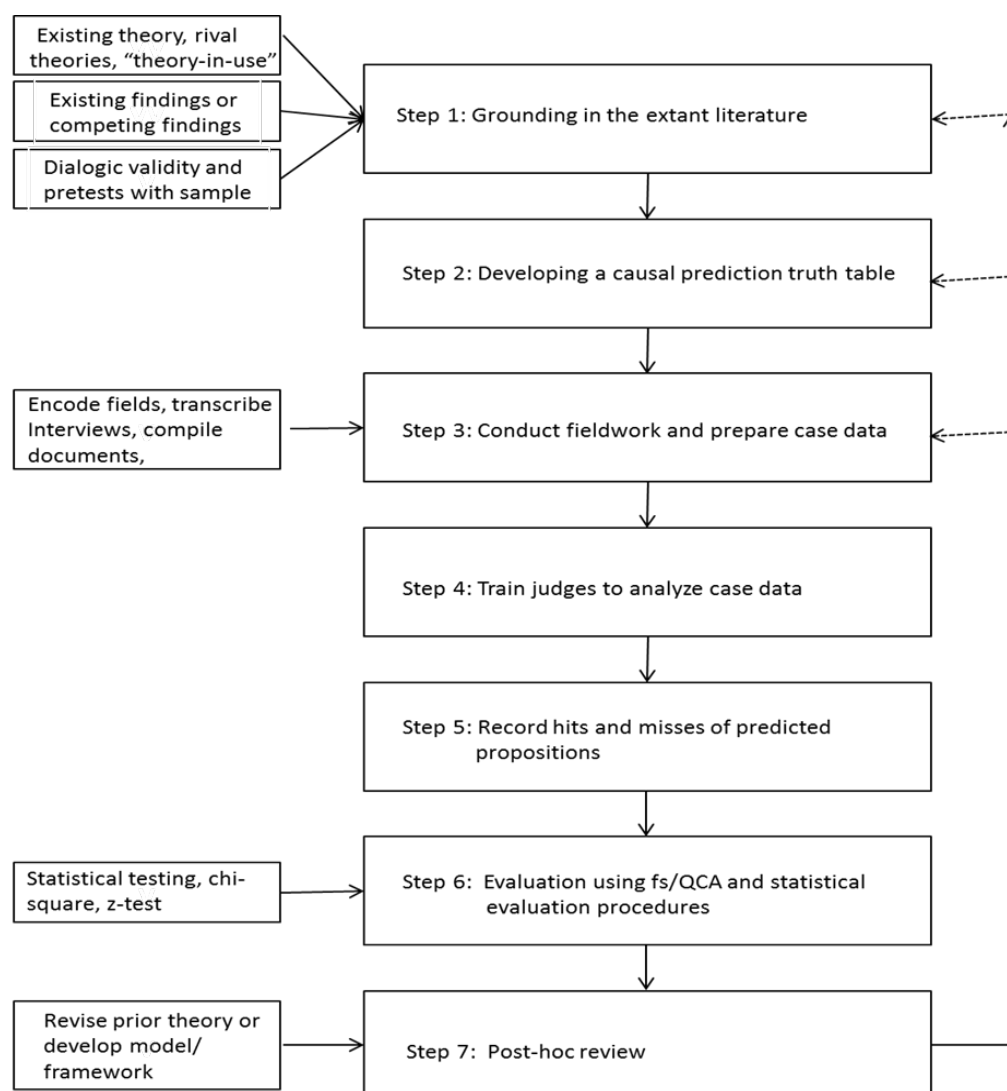 Existing theory, rival
theories, “theory-in-use”
Existing findings or
competing findings
Dialogic validity and
pretests with sample
Step 1: Grounding in the extant literature
Step 2: Developing a causal prediction truth table
Encode fields, transcribe
Interviews, compile
documents,
Step 3: Conduct fieldwork and prepare case data
Step 4: Train judges to analyze case data
Step 5: Record hits and misses of predicted
propositions
Statistical testing, chi-
square, z-test
Step 6: Evaluation using fs/QCA and statistical
evaluation procedures
Revise prior theory or
develop model/
framework
Step 7: Post-hoc review